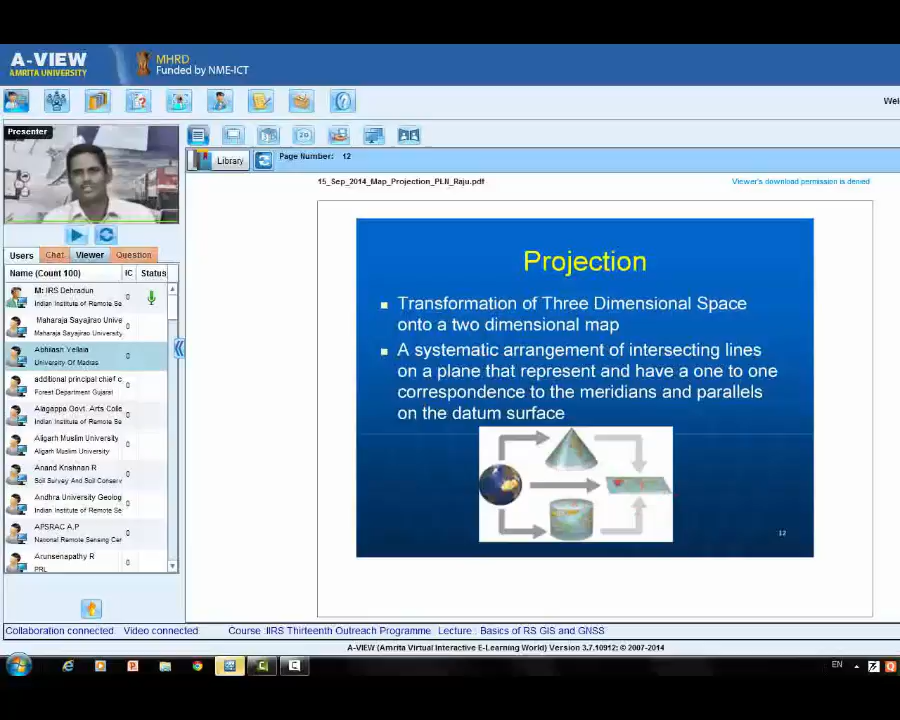 A-VIEW
AMRITA UNIVERSITY
MHRD
Funded by NME-ICT
Wel
Presenter
Library
Page Number: 12
15_Sep_2014_Map_Projection_PLN_Raju.pdf
Viewer's download permission is denied
Users Chat Viewer Question
Name (Count 100) IC Status
M: IRS Dehradun
Indian Institute of Remote Se
0
Maharaja Sayajirao Unive
Maharaja Sayajirao University
0
Abhilash Yellala
University Of Madras
0
additional principal chief c
Forest Department Gujarat
0
Alagappa Govt. Arts Colle
Indian Institute of Remote Se
0
Aligarh Muslim University
Aligarh Muslim University
0
Anand Krishnan R
Soil Survey And Soil Conserv
0
Andhra University Geolog
Indian Institute of Remote Se
0
APSRAC A.P
National Remote Sensing Cen
0
Arunsenapathy R
PRL
0
Projection
Transformation of Three Dimensional Space
onto a two dimensional map
A systematic arrangement of intersecting lines
on a plane that represent and have a one to one
correspondence to the meridians and parallels
on the datum surface
12
Collaboration connected Video connected Course :IIRS Thirteenth Outreach Programme Lecture : Basics of RS GIS and GNSS
A-VIEW (Amrita Virtual Interactive E-Learning World) Version 3.7.10912; © 2007-2014
EN